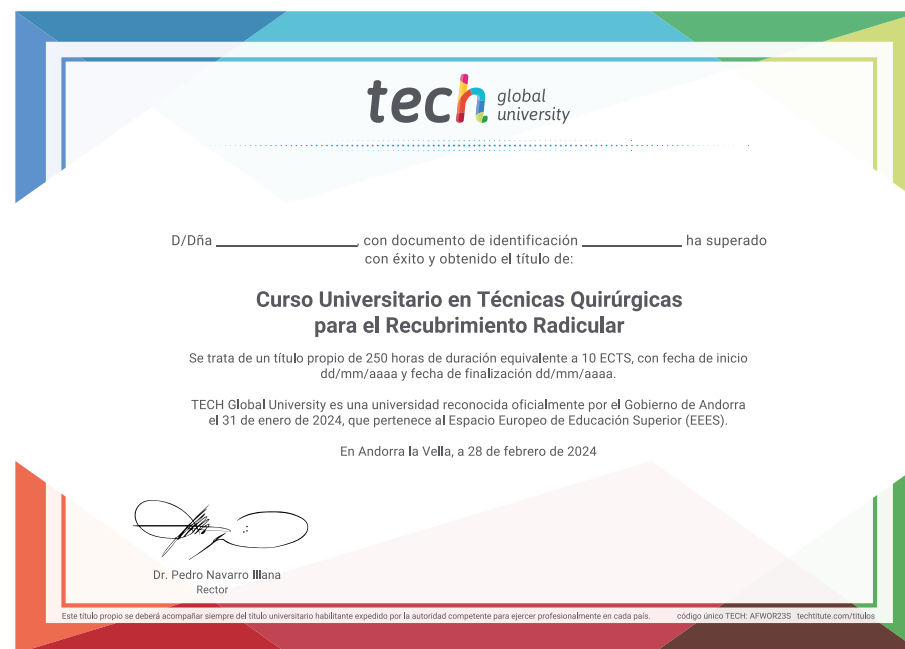 tech global university
D/Dña ______________, con documento de identificación __________ ha superado
con éxito y obtenido el título de:
Curso Universitario en Técnicas Quirúrgicas
para el Recubrimiento Radicular
Se trata de un título propio de 250 horas de duración equivalente a 10 ECTS, con fecha de inicio
dd/mm/aaaa y fecha de finalización dd/mm/aaaa.
TECH Global University es una universidad reconocida oficialmente por el Gobierno de Andorra
el 31 de enero de 2024, que pertenece al Espacio Europeo de Educación Superior (EEES).
En Andorra la Vella, a 28 de febrero de 2024
Dr. Pedro Navarro Illana
Rector
Este título propio se deberá acompañar siempre del título universitario habilitante expedido por la autoridad competente para ejercer profesionalmente en cada país. código único TECH: AFWOR23S techtitute.com/titulos